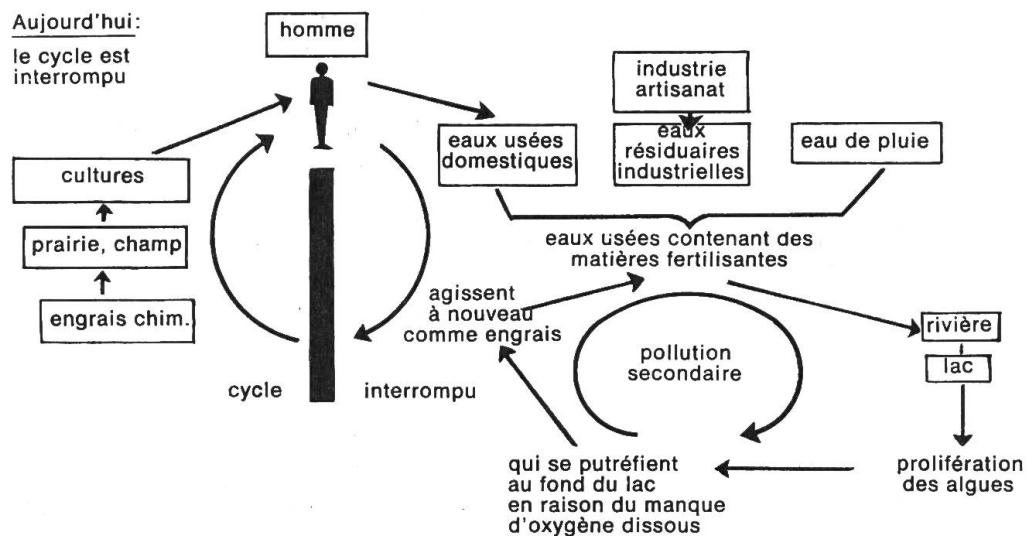 Aujourd'hui:
le cycle est
interrompu
homme
industrie
artisanat
eaux usées
domestiques
eaux
résiduaires
industrielles
eau de pluie
cultures
prairie, champ
engrais chim.
eaux usées contenant des
matières fertilisantes
agissent
à nouveau
comme engrais
pollution
secondaire
rivière
lac
cycle
interrompu
qui se putréfient
au fond du lac
en raison du manque
d'oxygène dissous
prolifération
des algues